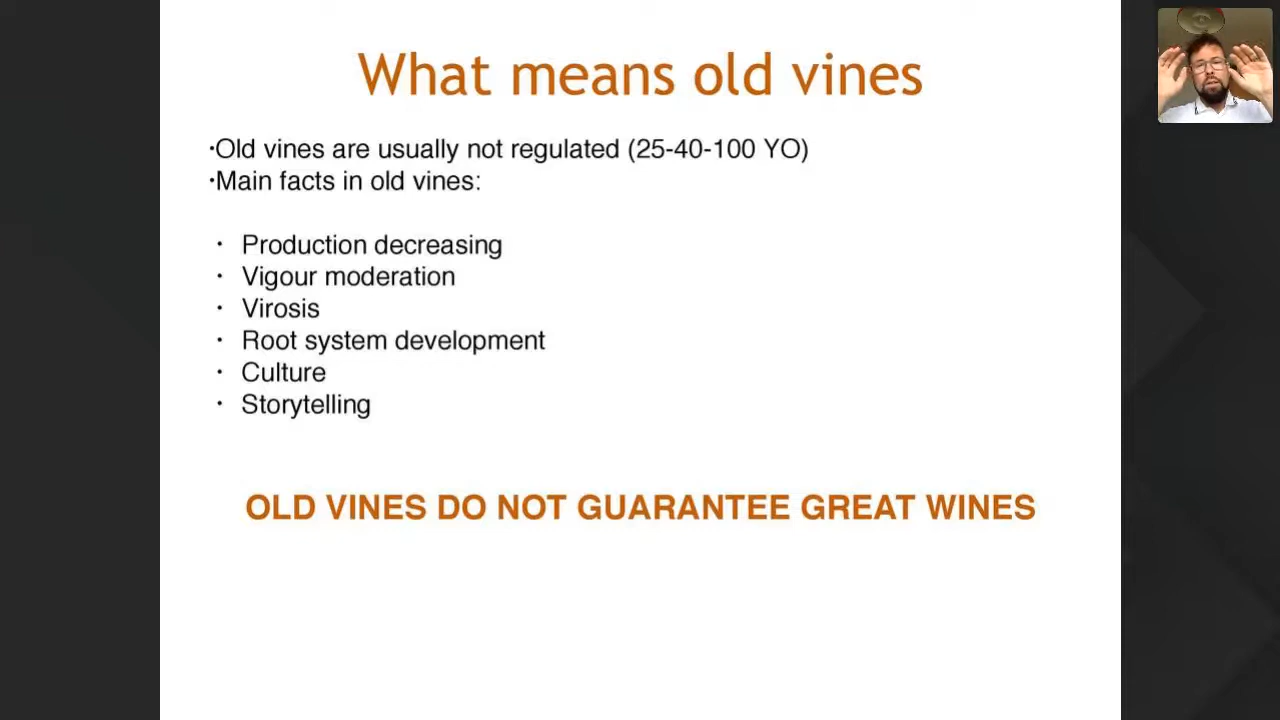 What means old vines
•Old vines are usually not regulated (25-40-100 YO)
•Main facts in old vines:
• Production decreasing
• Vigour moderation
• Virosis
• Root system development
• Culture
• Storytelling
OLD VINES DO NOT GUARANTEE GREAT WINES